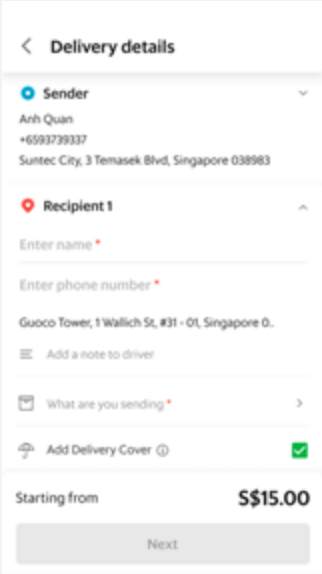 Delivery details
Sender
Anh Quan
+6593739337
Suntec City, 3 Temasek Blvd, Singapore 038983
Recipient 1
Enter name *
Enter phone number *
Guoco Tower, 1 Wallich St, #31 - 01, Singapore 0..
Add a note to driver
What are you sending *
Add Delivery Cover
Starting from S$15.00
Next